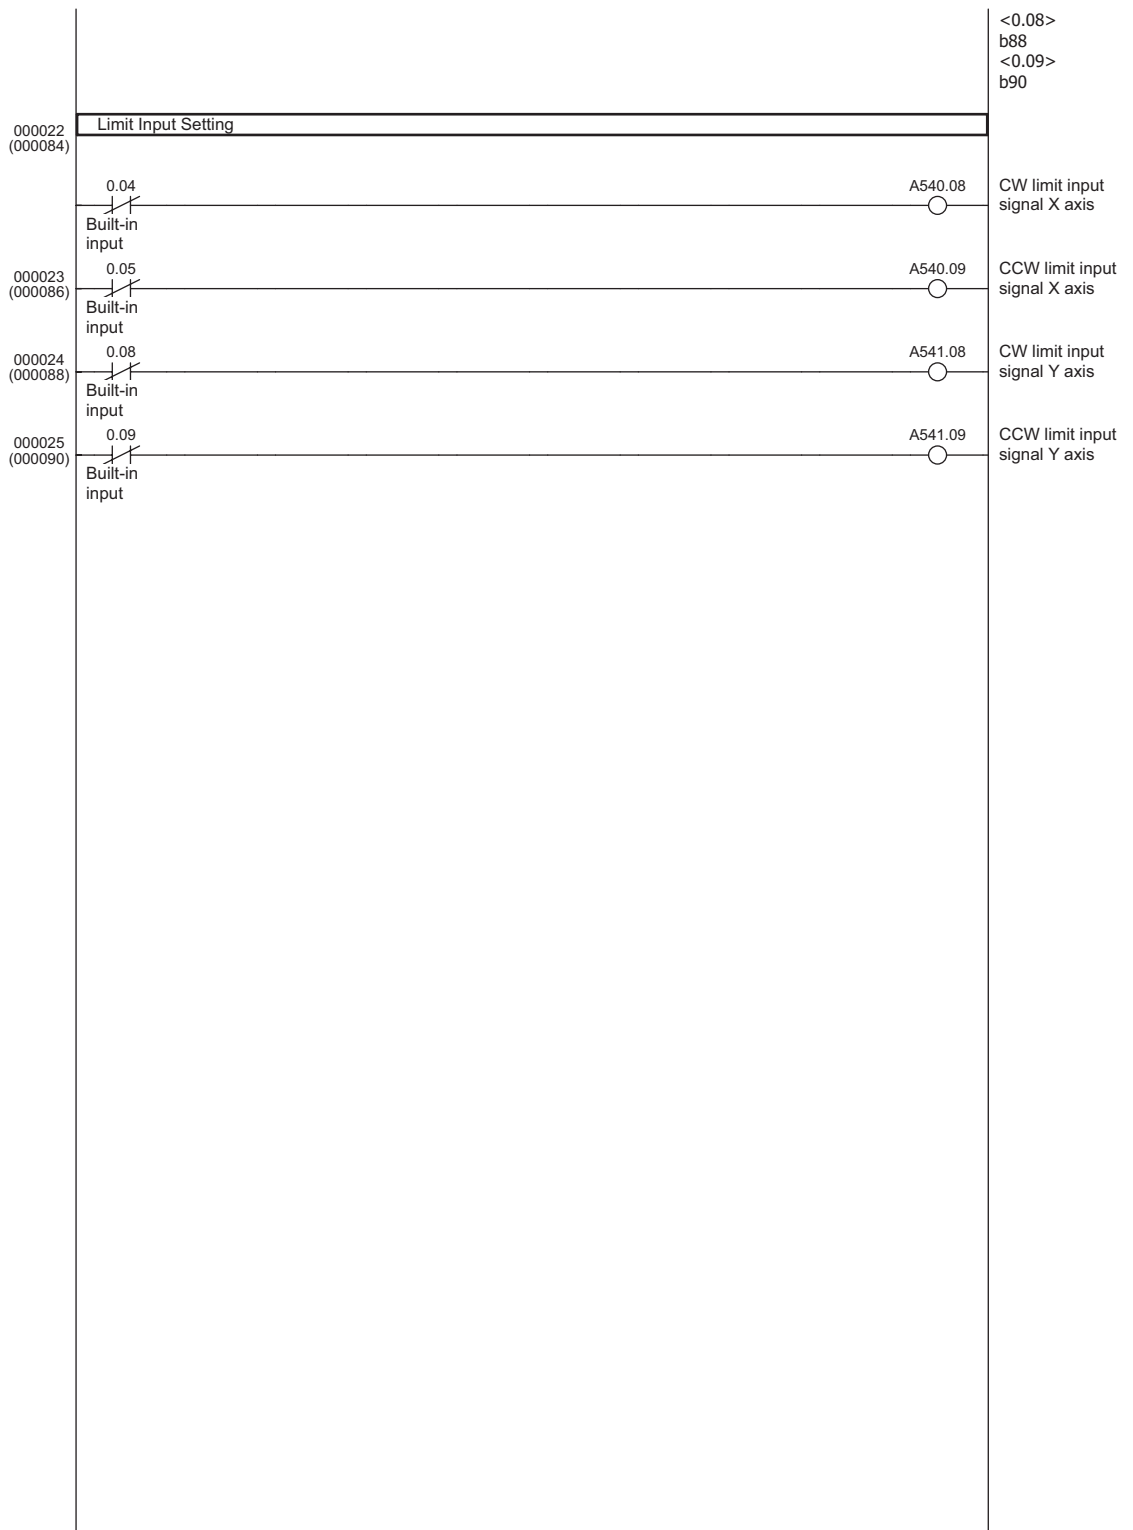 <0.08>
b88
<0.09>
b90
000022
(000084)
Limit Input Setting
0.04
Built-in
input
A540.08
CW limit input
signal X axis
000023
(000086)
0.05
Built-in
input
A540.09
CCW limit input
signal X axis
000024
(000088)
0.08
Built-in
input
A541.08
CW limit input
signal Y axis
000025
(000090)
0.09
Built-in
input
A541.09
CCW limit input
signal Y axis